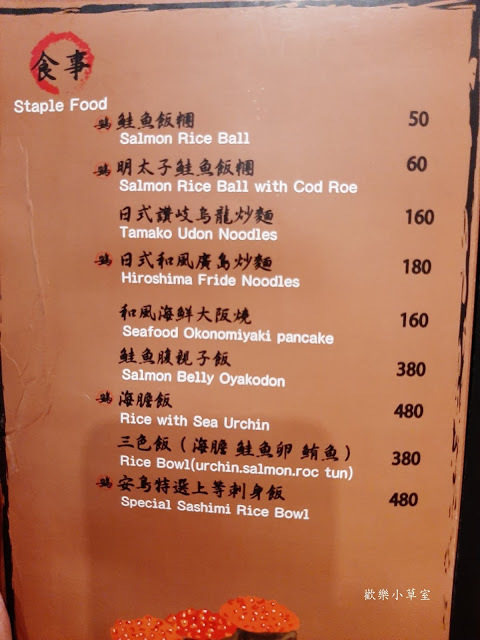 食事
Staple Food
鮭魚飯糰 50
Salmon Rice Ball
明太子鮭魚飯糰 60
Salmon Rice Ball with Cod Roe
日式讚岐烏龍炒麵 160
Tamako Udon Noodles
日式和風廣島炒麵 180
Hiroshima Fride Noodles
和風海鮮大阪燒 160
Seafood Okonomiyaki pancake
鮭魚腹親子飯 380
Salmon Belly Oyakodon
海膽飯 480
Rice with Sea Urchin
三色飯（海膽 鮭魚卵 鮪魚） 380
Rice Bowl(urchin.salmon.roc tun)
安鳥特選上等刺身飯 480
Special Sashimi Rice Bowl
歡樂小草室